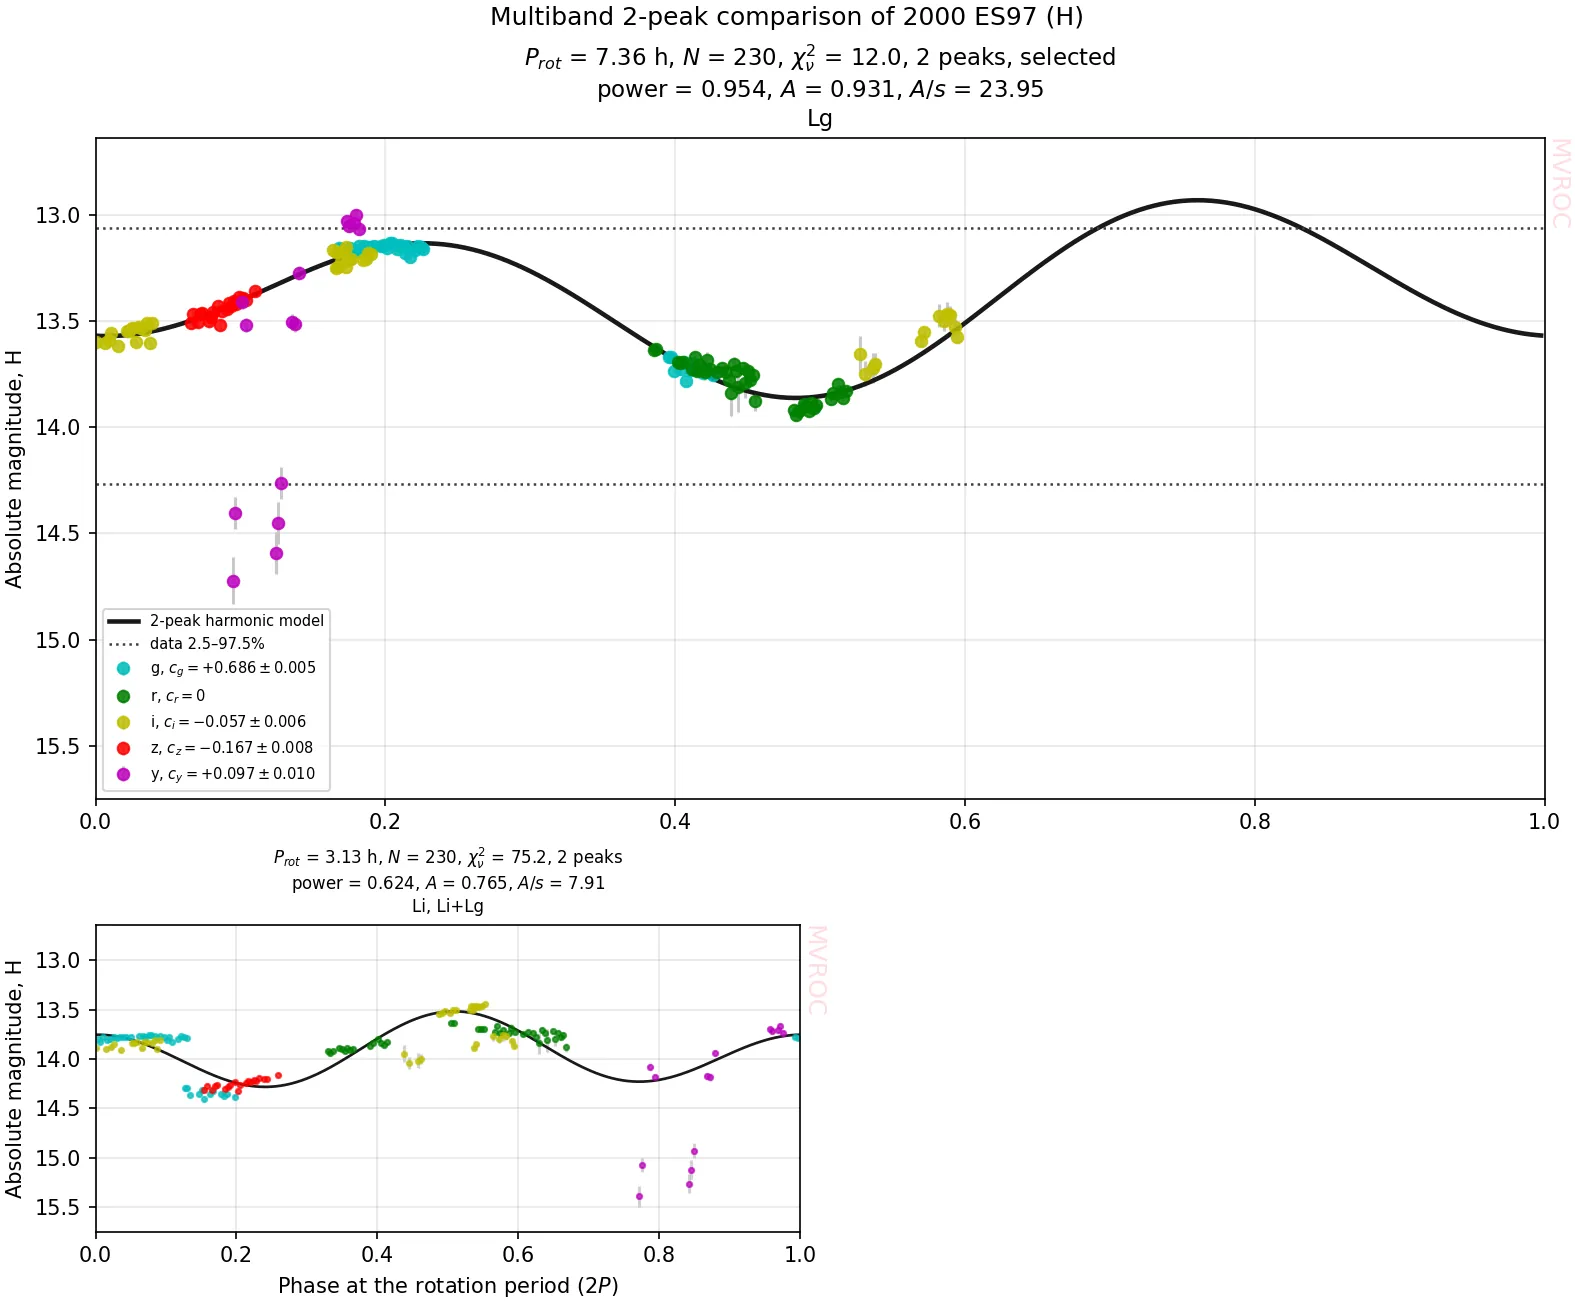 Multiband 2-peak comparison of 2000 ES97 (H)
P_rot = 7.36 h, N = 230, χ²_ν = 12.0, 2 peaks, selected
power = 0.954, A = 0.931, A/s = 23.95
Lg
MVROC
Absolute magnitude, H
13.0
13.5
14.0
14.5
15.0
15.5
2-peak harmonic model
data 2.5–97.5%
g, c_g = +0.686 ± 0.005
r, c_r = 0
i, c_i = −0.057 ± 0.006
z, c_z = −0.167 ± 0.008
y, c_y = +0.097 ± 0.010
0.0 0.2 0.4 0.6 0.8 1.0
P_rot = 3.13 h, N = 230, χ²_ν = 75.2, 2 peaks
power = 0.624, A = 0.765, A/s = 7.91
Li, Li+Lg
MVROC
Absolute magnitude, H
13.0
13.5
14.0
14.5
15.0
15.5
0.0 0.2 0.4 0.6 0.8 1.0
Phase at the rotation period (2P)